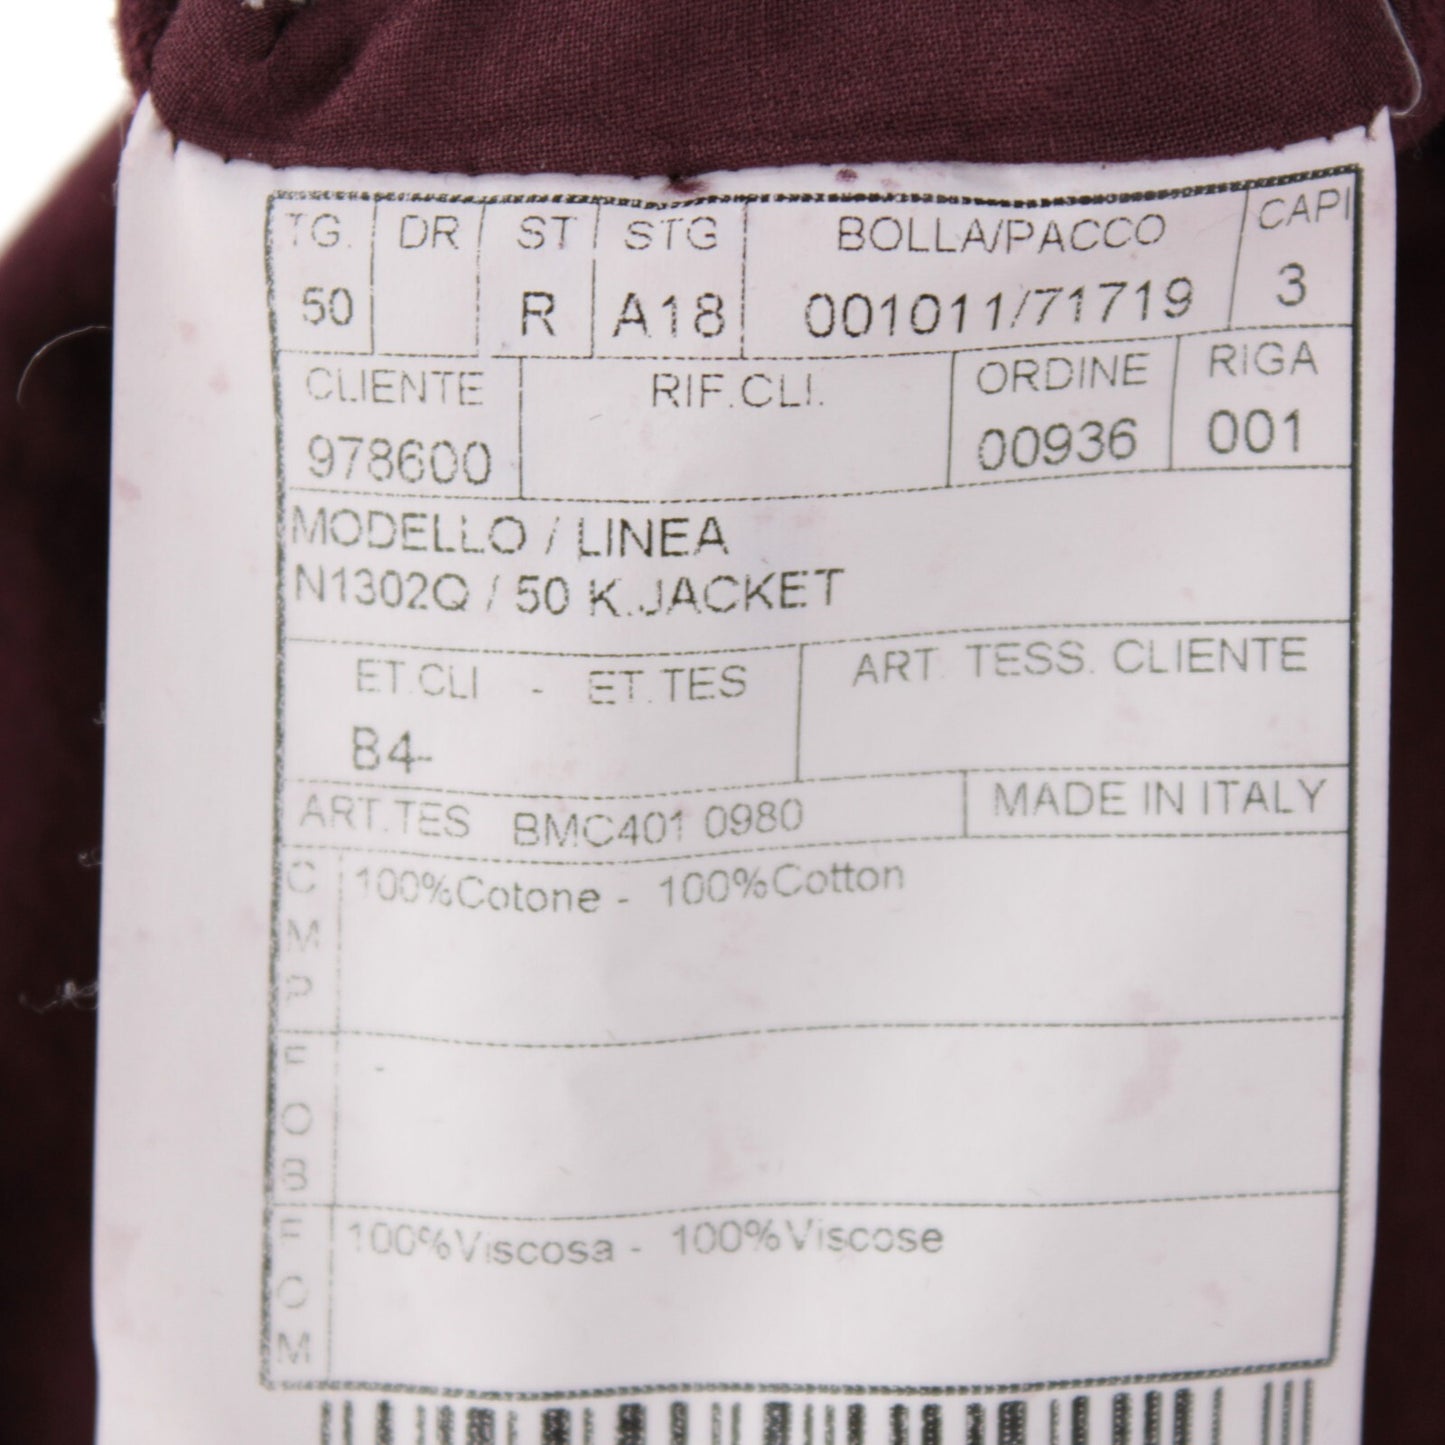 TG. DR ST STG BOLLA/PACCO CAPI
50 R A18 001011/71719 3
CLIENTE RIF.CLI. ORDINE RIGA
978600 00936 001
MODELLO / LINEA
N1302Q / 50 K.JACKET
ET.CLI - ET.TES ART. TESS. CLIENTE
B4-
ART.TES BMC401 0980 MADE IN ITALY
C 100%Cotone - 100%Cotton
M
P
F -
O
B
F 100%Viscosa - 100%Viscose
O
M